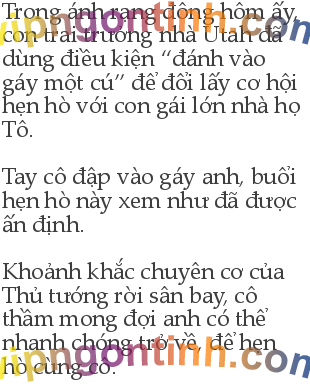 Trong ánh rạng đông hôm ấy,
con trai trưởng nhà Utah đã
dùng điều kiện “đánh vào
gáy một cú” để đổi lấy cơ hội
hẹn hò với con gái lớn nhà họ
Tô.
Tay cô đập vào gáy anh, buổi
hẹn hò này xem như đã được
ấn định.
Khoảnh khắc chuyên cơ của
Thủ tướng rời sân bay, cô
thầm mong đợi anh có thể
nhanh chóng trở về, để hẹn
hò cùng cô.
vipngontinh.com
vipngontinh.com